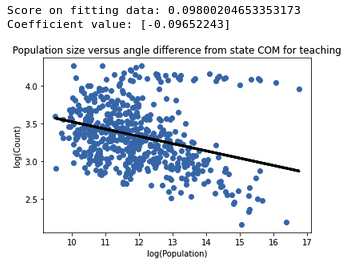 Score on fitting data: 0.09800204653353173
Coefficient value: [-0.09652243]
Population size versus angle difference from state COM for teaching
log(Count)
4.0
3.5
3.0
2.5
10 11 12 13 14 15 16 17
log(Population)